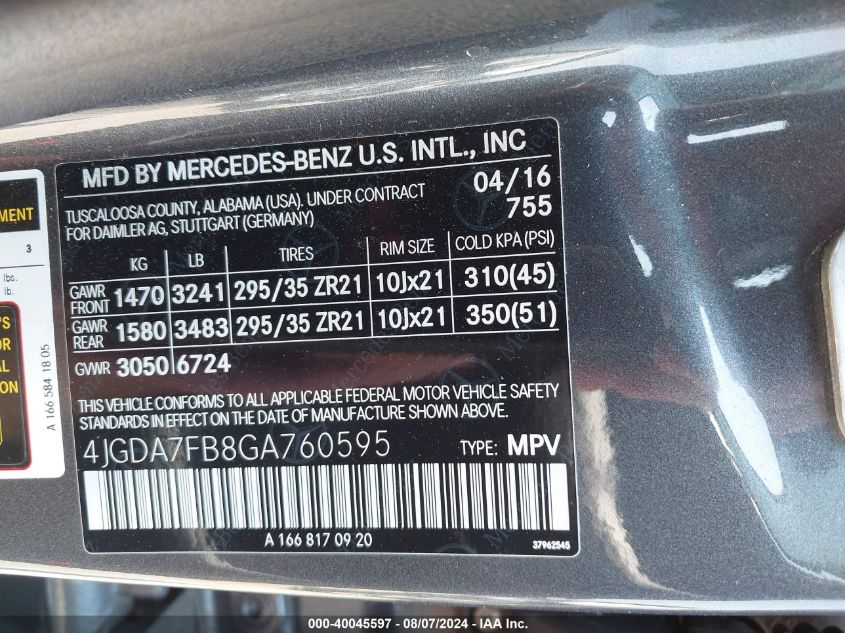 MFD BY MERCEDES-BENZ U.S. INTL., INC
TUSCALOOSA COUNTY, ALABAMA (USA). UNDER CONTRACT
FOR DAIMLER AG, STUTTGART (GERMANY)
04/16
755
KG LB TIRES RIM SIZE COLD KPA (PSI)
GAWR FRONT 1470 3241 295/35 ZR21 10Jx21 310(45)
GAWR REAR 1580 3483 295/35 ZR21 10Jx21 350(51)
GVWR 3050 6724
THIS VEHICLE CONFORMS TO ALL APPLICABLE FEDERAL MOTOR VEHICLE SAFETY
STANDARDS IN EFFECT ON THE DATE OF MANUFACTURE SHOWN ABOVE.
4JGDA7FB8GA760595 TYPE: MPV
A 166 817 09 20
37962545
3
lbs.
lb.
A 166 584 18 05
000-40045597 - 08/07/2024 - IAA Inc.